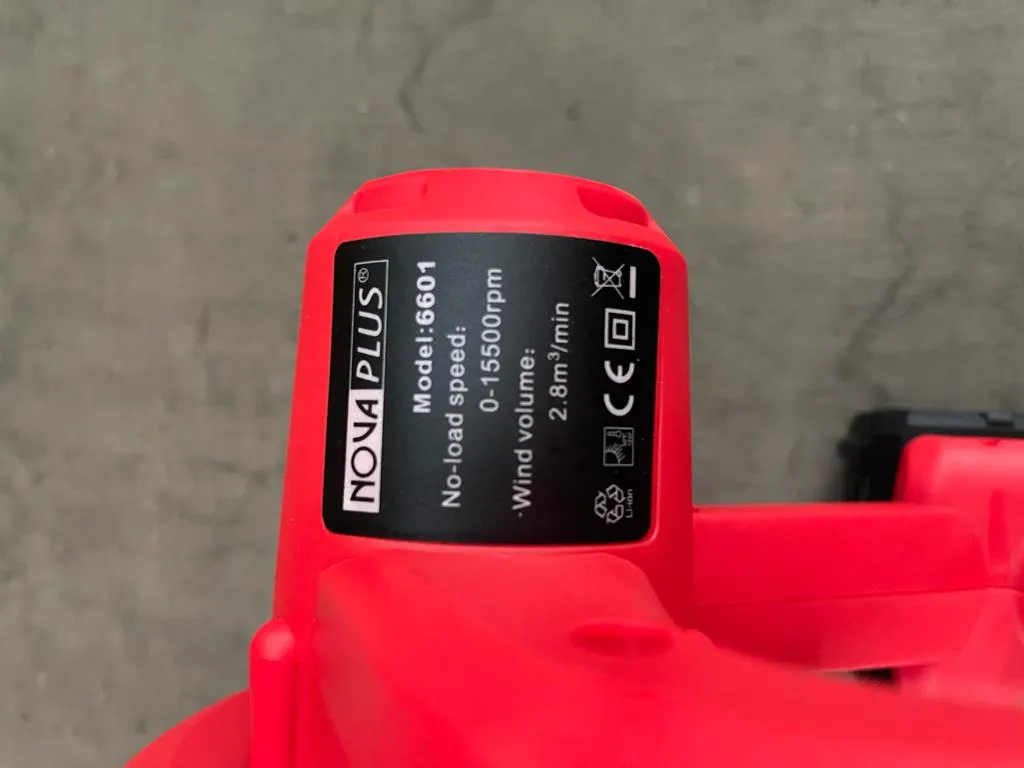 NOVA PLUS®
Model:6601
No-load speed:
0-15500rpm
·Wind volume:
2.8m³/min
Li-ion
CE